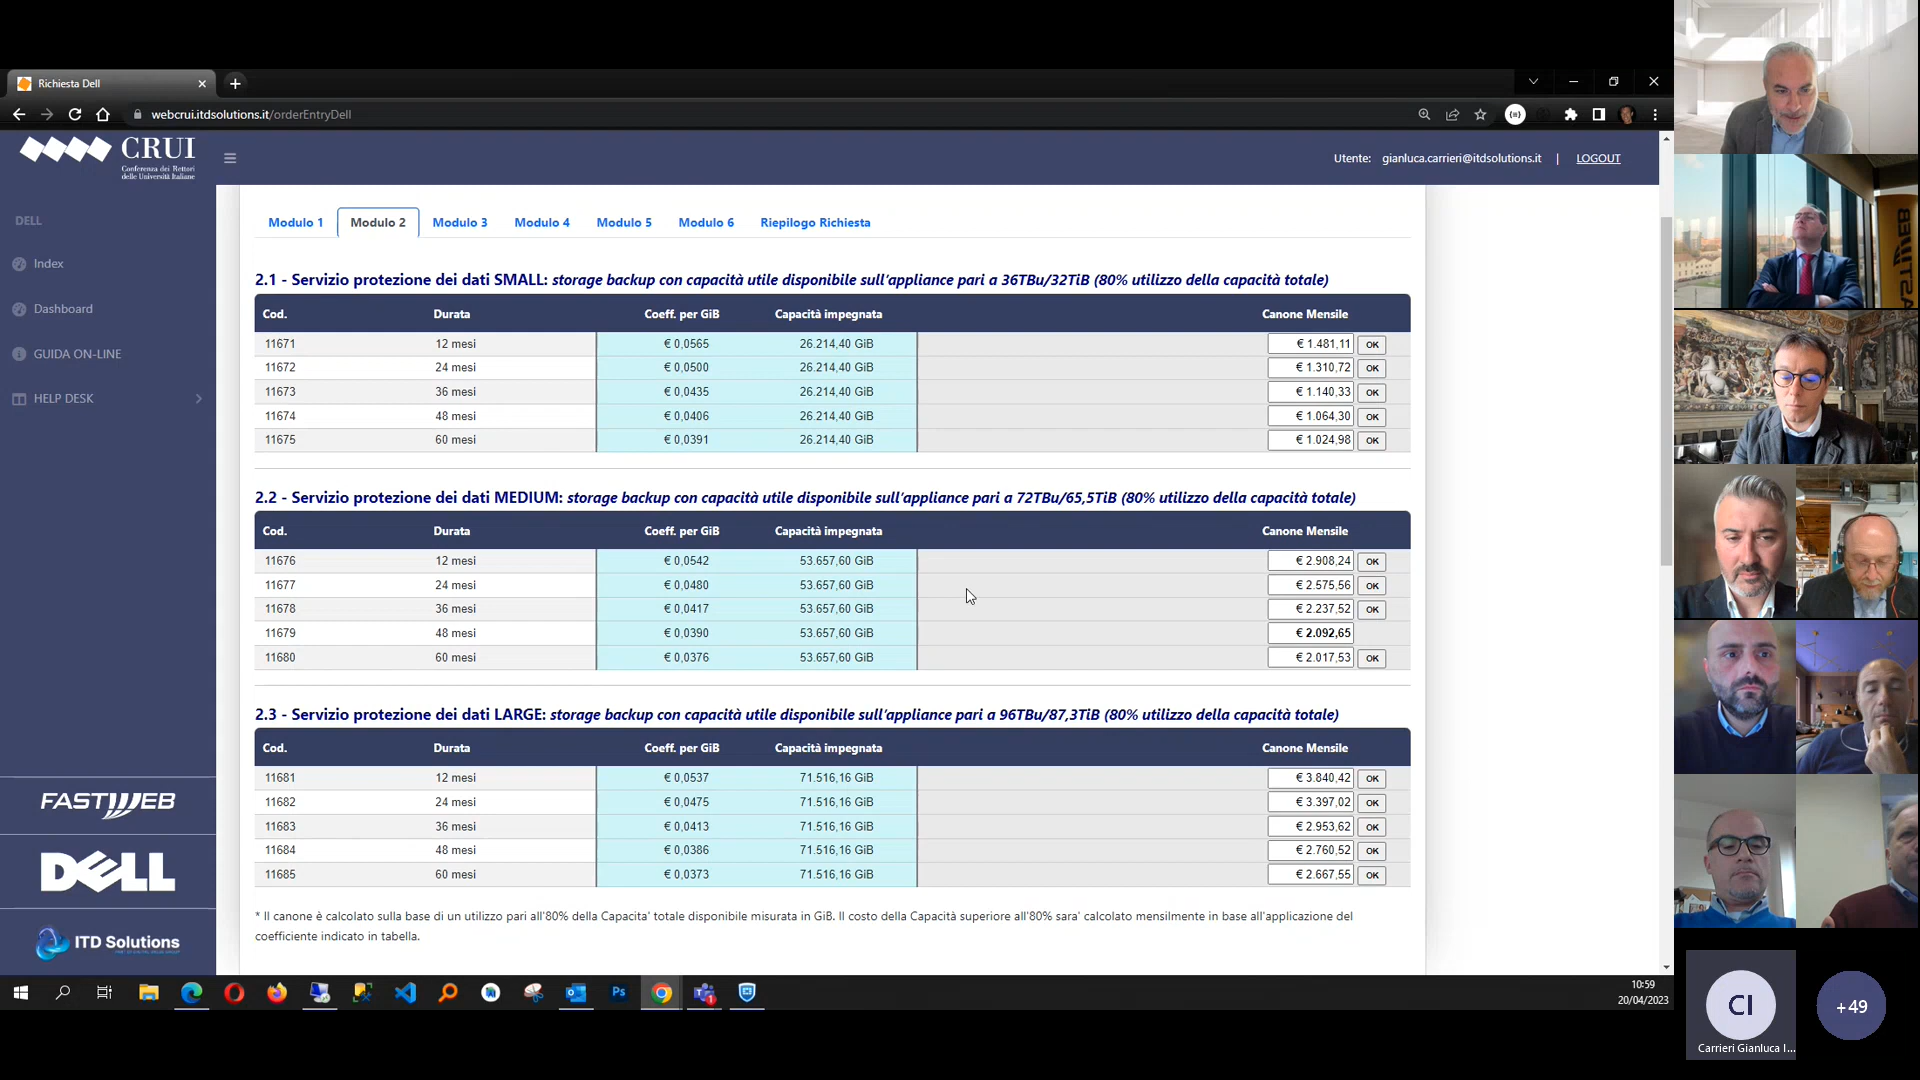 Richiesta Dell
webcrui.itdsolutions.it/orderEntryDell
CRUI
Conferenza dei Rettori
delle Università Italiane
Utente: gianluca.carrieri@itdsolutions.it | LOGOUT
DELL
Index
Dashboard
GUIDA ON-LINE
HELP DESK
FASTWEB
DELL
ITD Solutions
Modulo 1 Modulo 2 Modulo 3 Modulo 4 Modulo 5 Modulo 6 Riepilogo Richiesta
2.1 - Servizio protezione dei dati SMALL: storage backup con capacità utile disponibile sull'appliance pari a 36TBu/32TiB (80% utilizzo della capacità totale)
Cod. Durata Coeff. per GiB Capacità impegnata Canone Mensile
11671 12 mesi € 0,0565 26.214,40 GiB € 1.481,11 OK
11672 24 mesi € 0,0500 26.214,40 GiB € 1.310,72 OK
11673 36 mesi € 0,0435 26.214,40 GiB € 1.140,33 OK
11674 48 mesi € 0,0406 26.214,40 GiB € 1.064,30 OK
11675 60 mesi € 0,0391 26.214,40 GiB € 1.024,98 OK
2.2 - Servizio protezione dei dati MEDIUM: storage backup con capacità utile disponibile sull'appliance pari a 72TBu/65,5TiB (80% utilizzo della capacità totale)
Cod. Durata Coeff. per GiB Capacità impegnata Canone Mensile
11676 12 mesi € 0,0542 53.657,60 GiB € 2.908,24 OK
11677 24 mesi € 0,0480 53.657,60 GiB € 2.575,56 OK
11678 36 mesi € 0,0417 53.657,60 GiB € 2.237,52 OK
11679 48 mesi € 0,0390 53.657,60 GiB € 2.092,65
11680 60 mesi € 0,0376 53.657,60 GiB € 2.017,53 OK
2.3 - Servizio protezione dei dati LARGE: storage backup con capacità utile disponibile sull'appliance pari a 96TBu/87,3TiB (80% utilizzo della capacità totale)
Cod. Durata Coeff. per GiB Capacità impegnata Canone Mensile
11681 12 mesi € 0,0537 71.516,16 GiB € 3.840,42 OK
11682 24 mesi € 0,0475 71.516,16 GiB € 3.397,02 OK
11683 36 mesi € 0,0413 71.516,16 GiB € 2.953,62 OK
11684 48 mesi € 0,0386 71.516,16 GiB € 2.760,52 OK
11685 60 mesi € 0,0373 71.516,16 GiB € 2.667,55 OK
* Il canone è calcolato sulla base di un utilizzo pari all'80% della Capacita' totale disponibile misurata in GiB. Il costo della Capacità superiore all'80% sara' calcolato mensilmente in base all'applicazione del
coefficiente indicato in tabella.
Ps
1
10:59
20/04/2023
CI
Carrieri Gianluca I...
+49